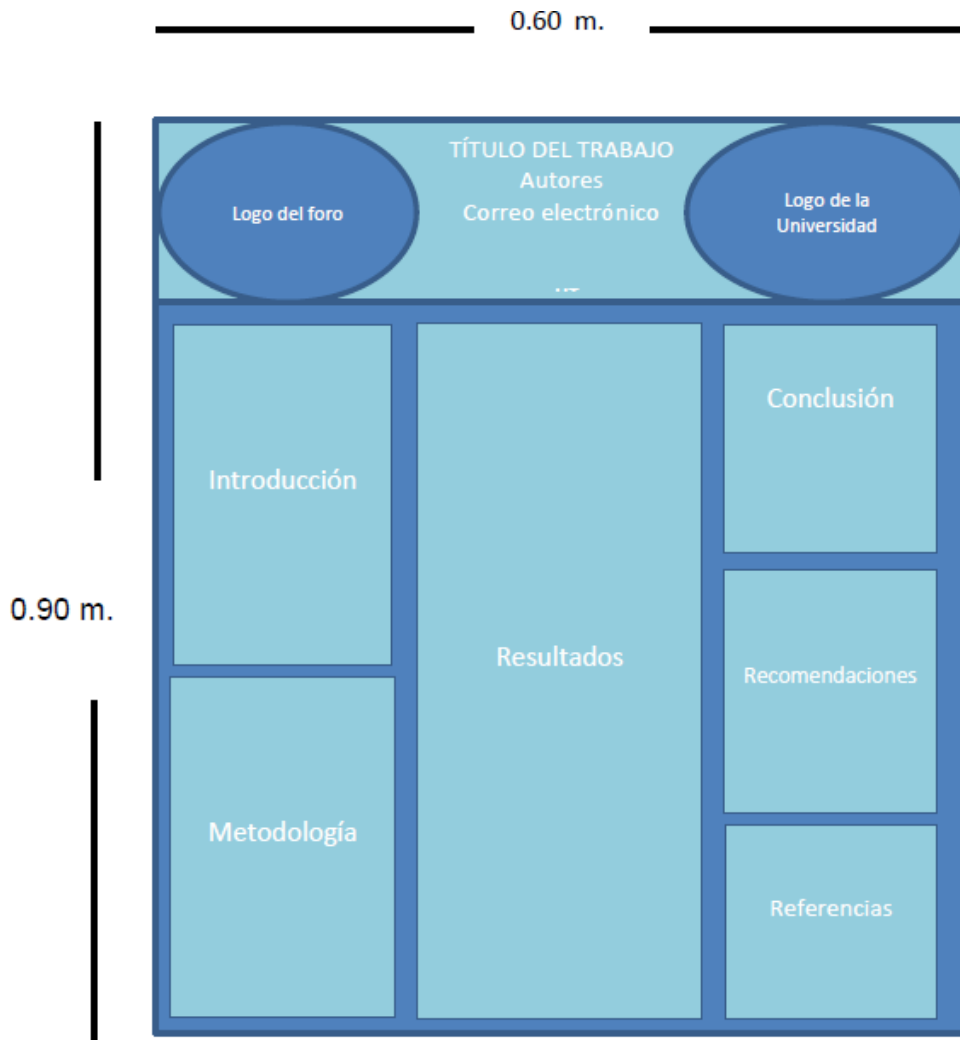 0.60 m.
TÍTULO DEL TRABAJO
Autores
Correo electrónico
Logo del foro
Logo de la
Universidad
Introducción
Metodología
Resultados
Conclusión
Recomendaciones
Referencias
0.90 m.